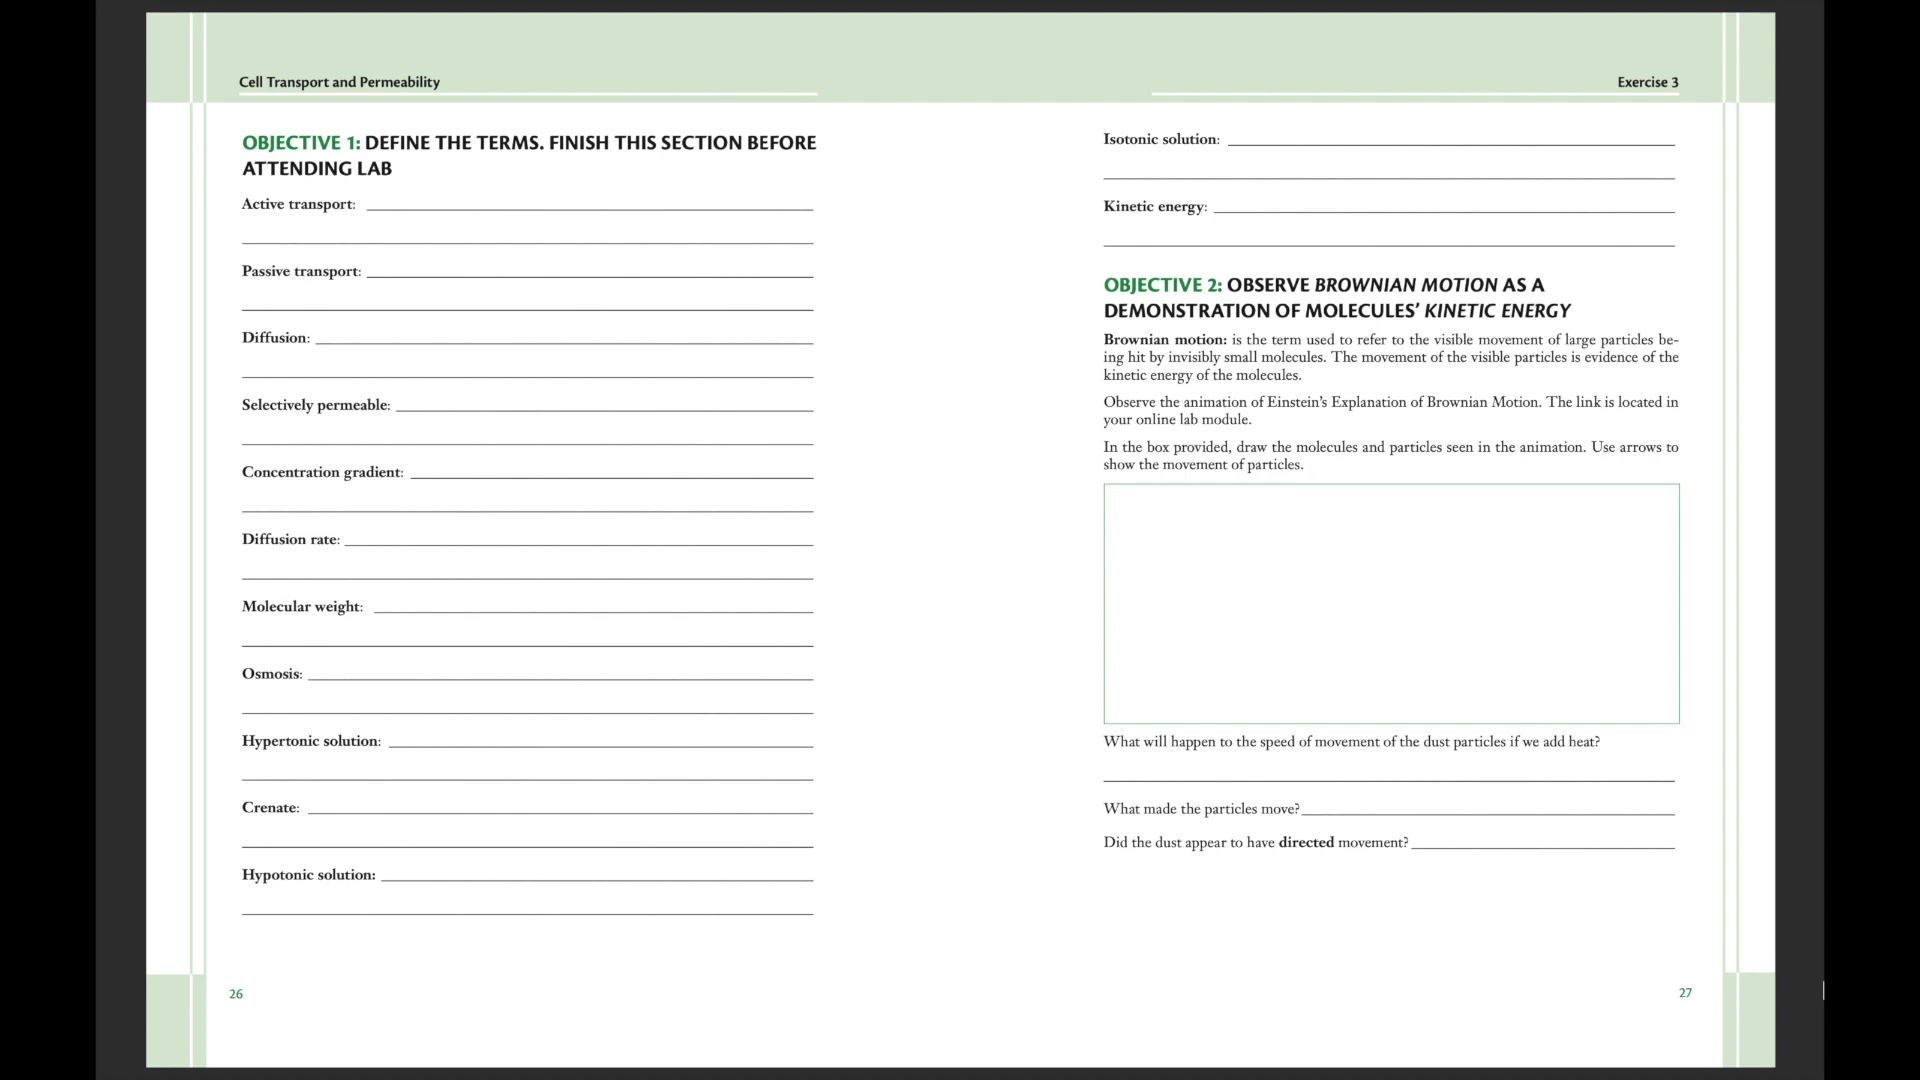 Cell Transport and Permeability
OBJECTIVE 1: DEFINE THE TERMS. FINISH THIS SECTION BEFORE
ATTENDING LAB
Active transport:
Passive transport:
Diffusion:
Selectively permeable:
Concentration gradient:
Diffusion rate:
Molecular weight:
Osmosis:
Hypertonic solution:
Crenate:
Hypotonic solution:
26
Exercise 3
Isotonic solution:
Kinetic energy:
OBJECTIVE 2: OBSERVE BROWNIAN MOTION AS A
DEMONSTRATION OF MOLECULES’ KINETIC ENERGY
Brownian motion: is the term used to refer to the visible movement of large particles be-
ing hit by invisibly small molecules. The movement of the visible particles is evidence of the
kinetic energy of the molecules.
Observe the animation of Einstein’s Explanation of Brownian Motion. The link is located in
your online lab module.
In the box provided, draw the molecules and particles seen in the animation. Use arrows to
show the movement of particles.
What will happen to the speed of movement of the dust particles if we add heat?
What made the particles move?
Did the dust appear to have directed movement?
27